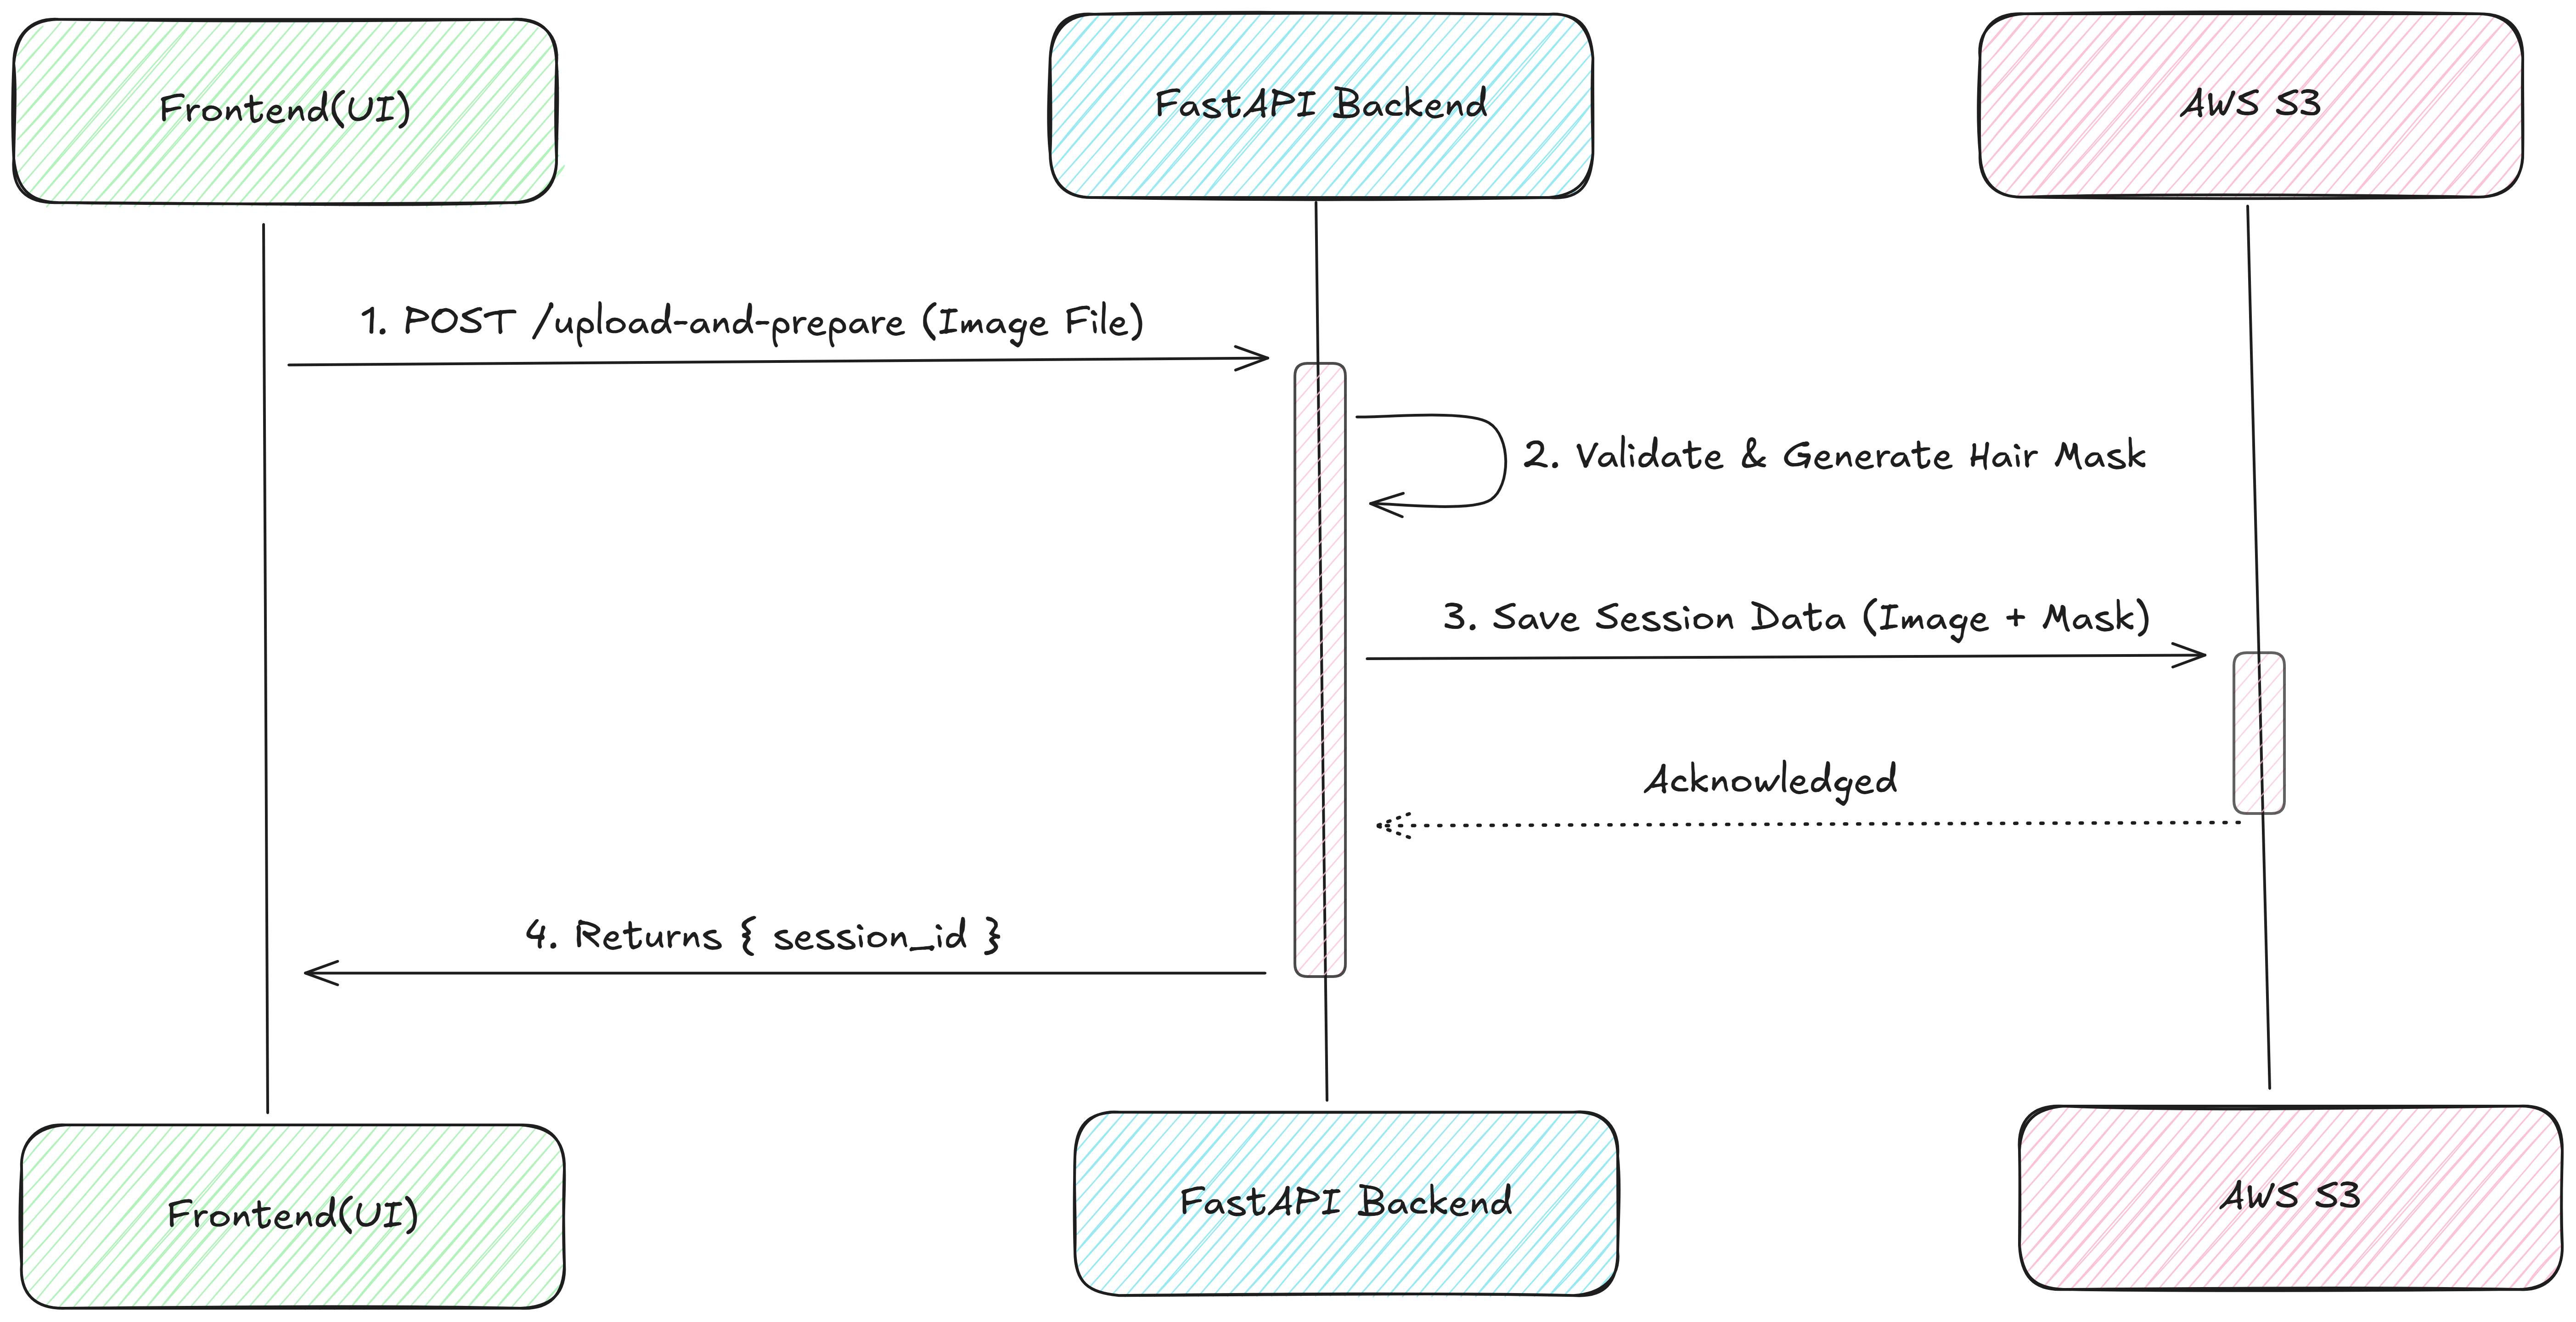 Frontend(UI)
FastAPI Backend
AWS S3
1. POST /upload-and-prepare (Image File)
2. Validate & Generate Hair Mask
3. Save Session Data (Image + Mask)
Acknowledged
4. Returns { session_id }
Frontend(UI)
FastAPI Backend
AWS S3